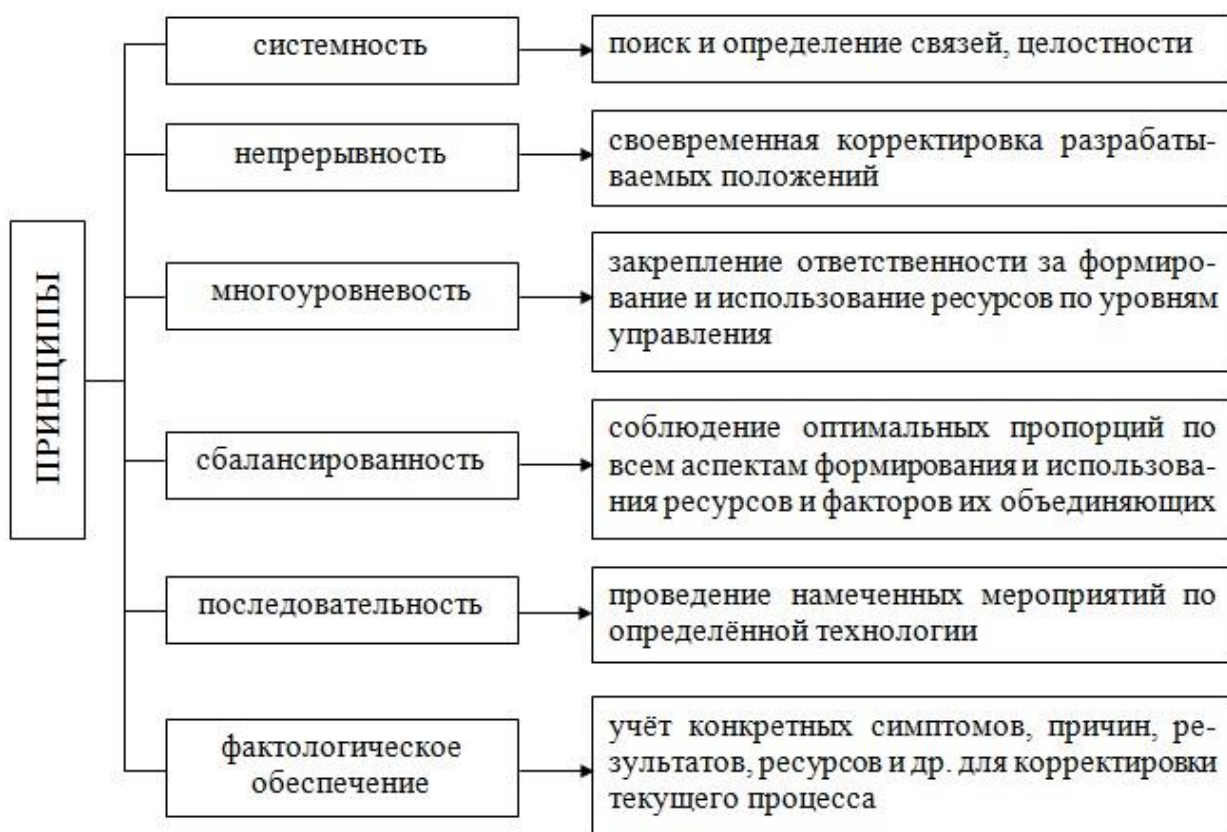 ПРИНЦИПЫ
системность
поиск и определение связей, целостности
непрерывность
своевременная корректировка разрабаты-
ваемых положений
многоуровневость
закрепление ответственности за формиро-
вание и использование ресурсов по уровням
управления
сбалансированность
соблюдение оптимальных пропорций по
всем аспектам формирования и использова-
ния ресурсов и факторов их объединяющих
последовательность
проведение намеченных мероприятий по
определённой технологии
фактологическое
обеспечение
учёт конкретных симптомов, причин, ре-
зультатов, ресурсов и др. для корректировки
текущего процесса